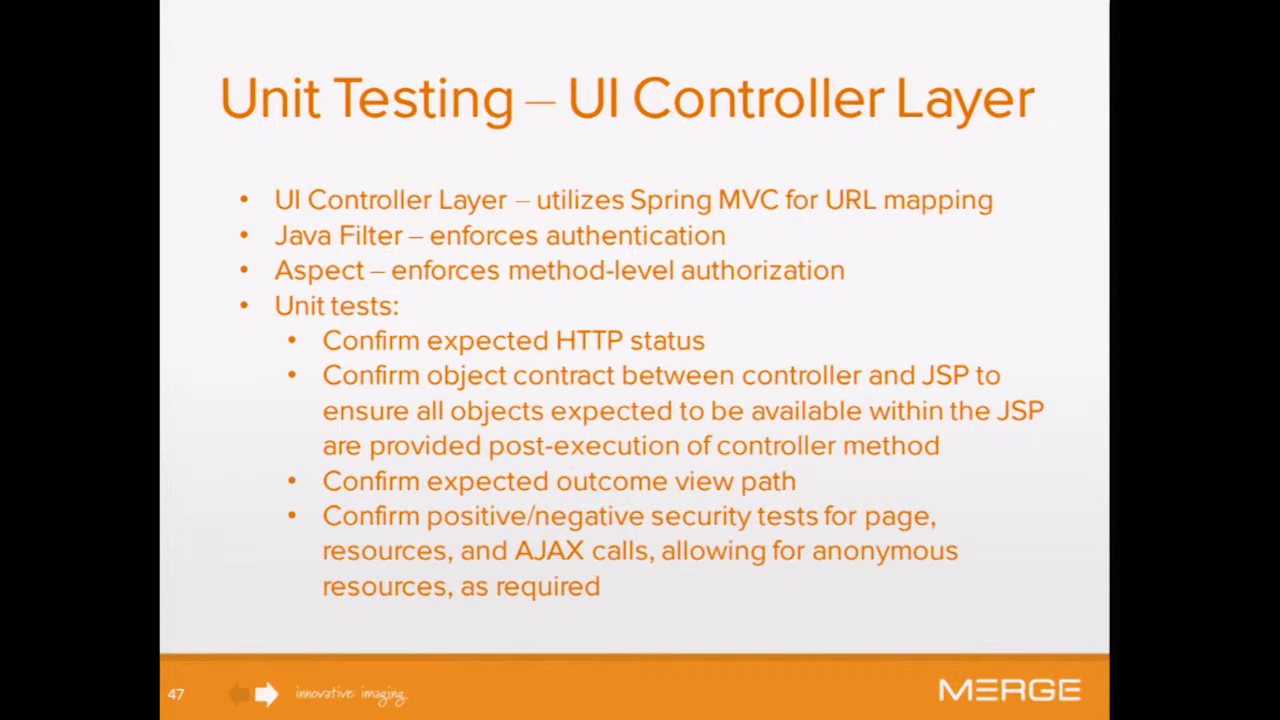 Unit Testing – UI Controller Layer
• UI Controller Layer – utilizes Spring MVC for URL mapping
• Java Filter – enforces authentication
• Aspect – enforces method-level authorization
• Unit tests:
• Confirm expected HTTP status
• Confirm object contract between controller and JSP to
ensure all objects expected to be available within the JSP
are provided post-execution of controller method
• Confirm expected outcome view path
• Confirm positive/negative security tests for page,
resources, and AJAX calls, allowing for anonymous
resources, as required
47
innovative imaging.
MERGE